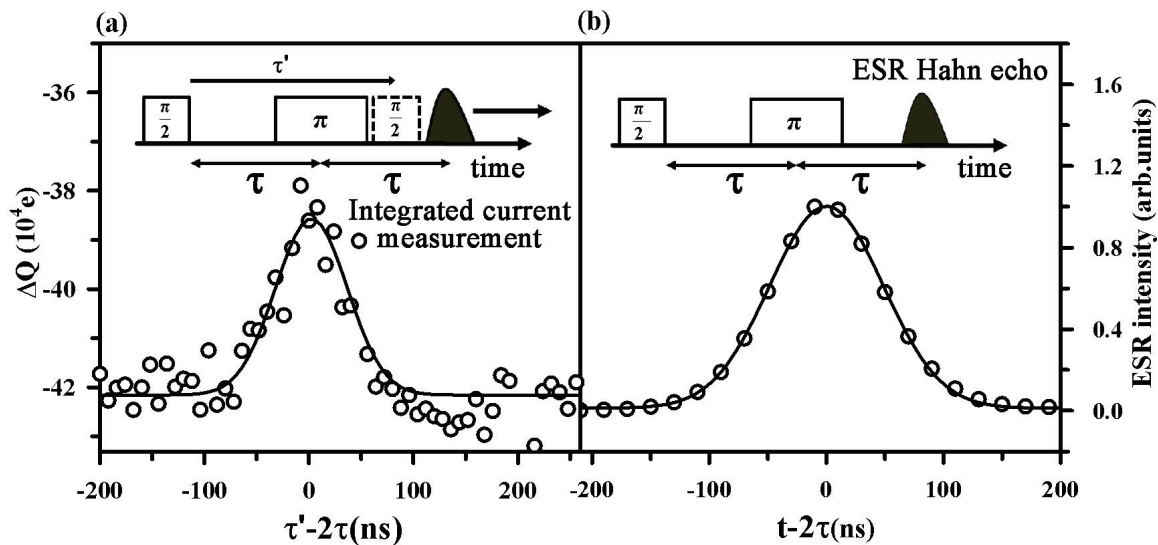 (a)
τ'
π/2
π
π/2
time
τ
τ
Integrated current
measurement
ΔQ (10⁴e)
-36
-38
-40
-42
-200
-100
0
100
200
τ'-2τ(ns)
(b)
ESR Hahn echo
π/2
π
time
τ
τ
ESR intensity (arb.units)
1.6
1.2
0.8
0.4
0.0
-200
-100
0
100
200
t-2τ(ns)